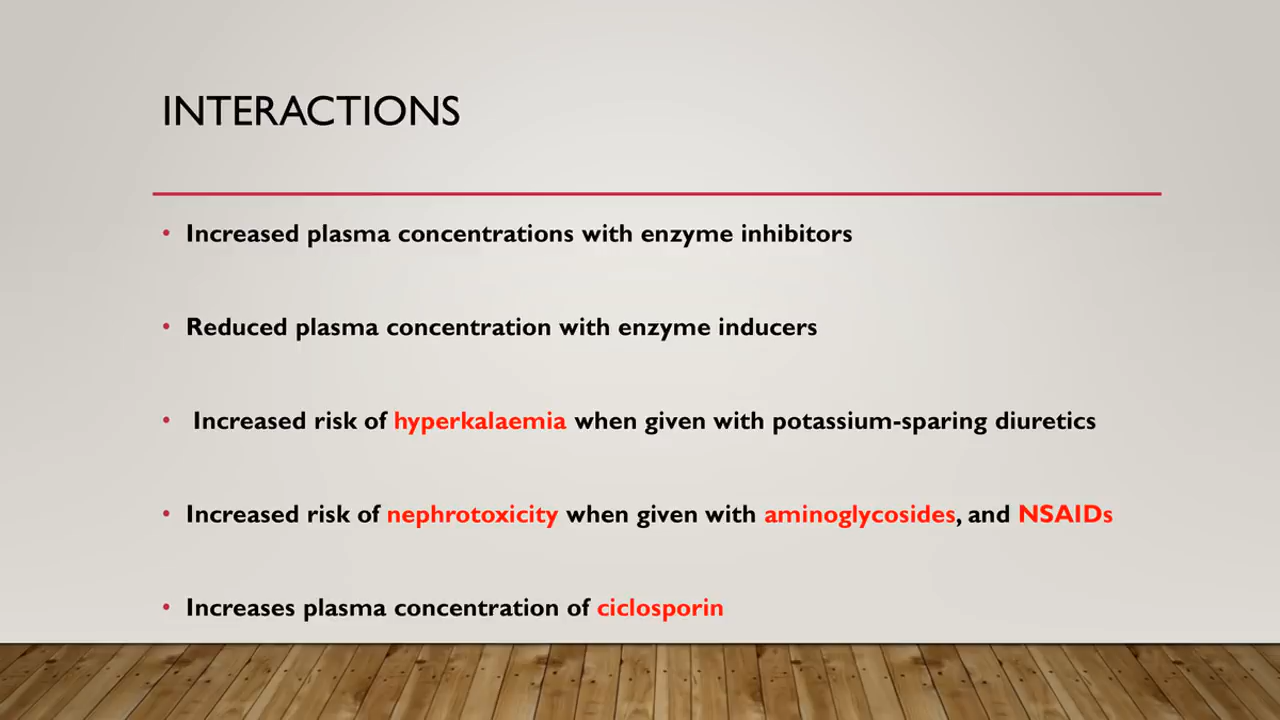 INTERACTIONS
• Increased plasma concentrations with enzyme inhibitors
• Reduced plasma concentration with enzyme inducers
• Increased risk of hyperkalaemia when given with potassium-sparing diuretics
• Increased risk of nephrotoxicity when given with aminoglycosides, and NSAIDs
• Increases plasma concentration of ciclosporin